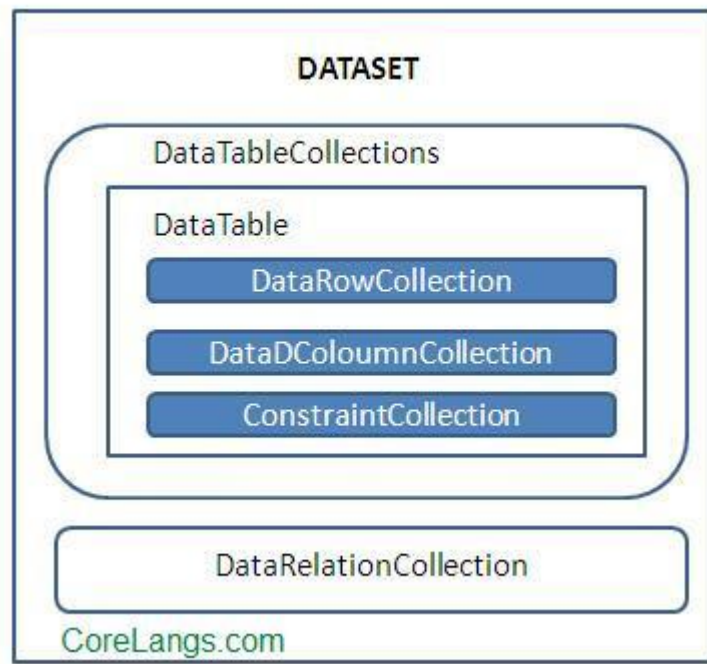 DATASET
DataTableCollections
DataTable
DataRowCollection
DataDColoumnCollection
ConstraintCollection
DataRelationCollection
CoreLangs.com